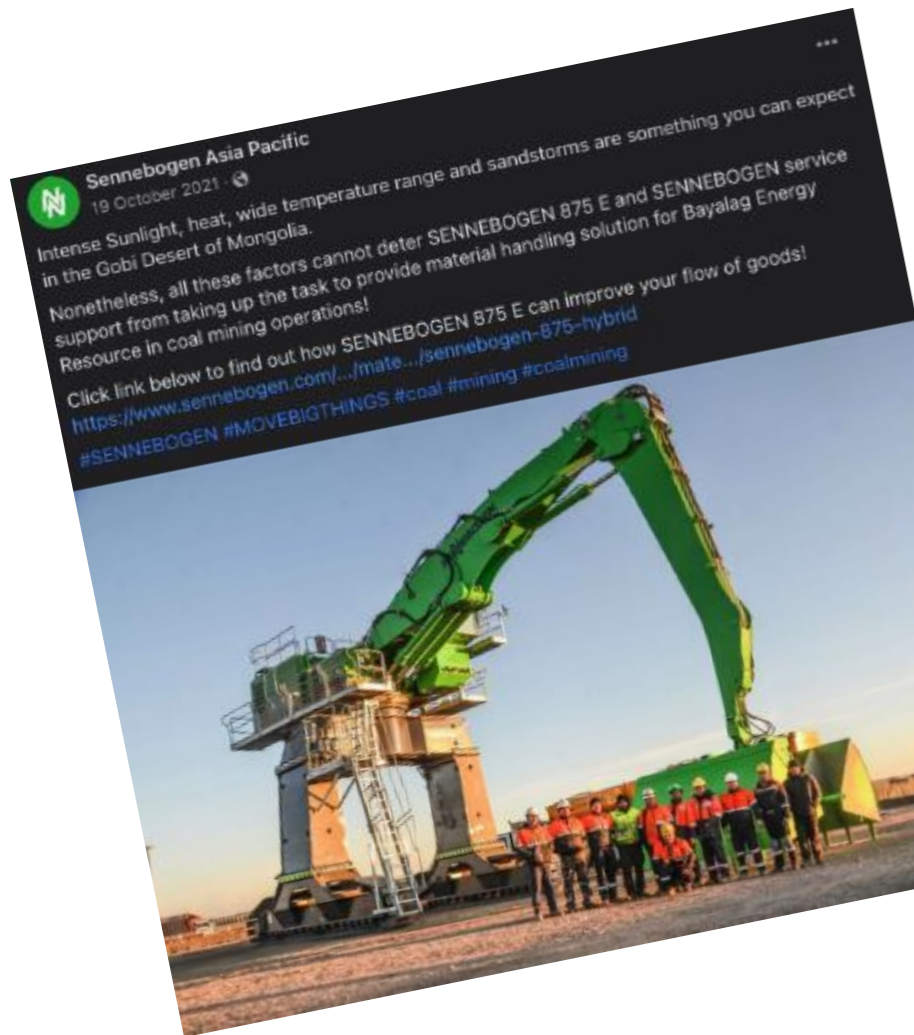 Sennebogen Asia Pacific
19 October 2021 ·
Intense Sunlight, heat, wide temperature range and sandstorms are something you can expect
in the Gobi Desert of Mongolia.
Nonetheless, all these factors cannot deter SENNEBOGEN 875 E and SENNEBOGEN service
support from taking up the task to provide material handling solution for Bayalag Energy
Resource in coal mining operations!
Click link below to find out how SENNEBOGEN 875 E can improve your flow of goods!
https://www.sennebogen.com/.../mate.../sennebogen-875-hybrid
#SENNEBOGEN #MOVEBIGTHINGS #coal #mining #coalmining